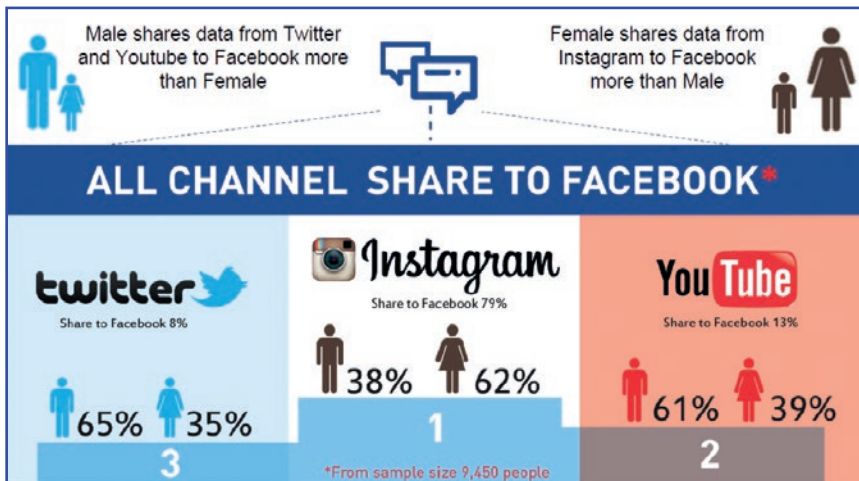 Male shares data from Twitter
and Youtube to Facebook more
than Female
Female shares data from
Instagram to Facebook
more than Male
ALL CHANNEL SHARE TO FACEBOOK*
twitter
Share to Facebook 8%
65% 35%
3
Instagram
Share to Facebook 79%
38% 62%
1
*From sample size 9,450 people
YouTube
Share to Facebook 13%
61% 39%
2